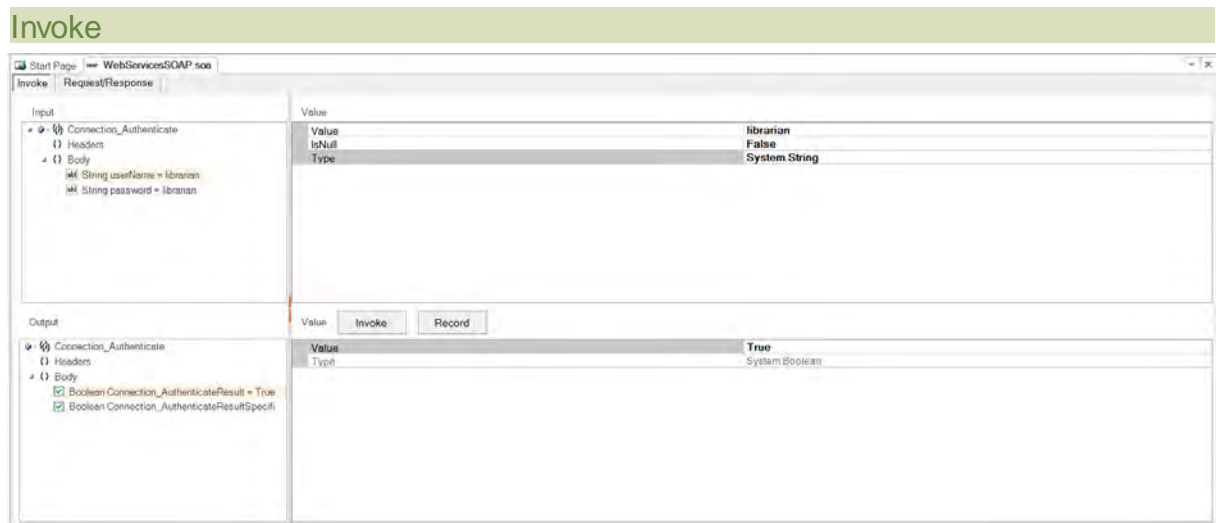 Invoke
Start Page WebServicesSOAP.soa
Invoke Request/Response
Input
Value
Connection_Authenticate
Headers
Body
String userName = librarian
String password = librarian
Value librarian
IsNull False
Type System.String
Output
Value Invoke Record
Connection_Authenticate
Headers
Body
Boolean Connection_AuthenticateResult = True
Boolean Connection_AuthenticateResultSpecifi
Value True
Type System.Boolean